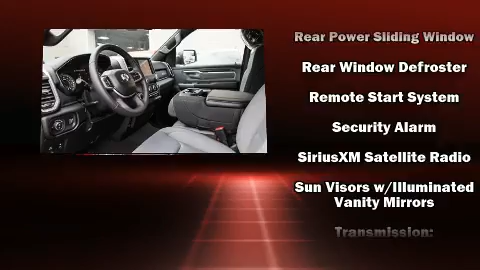 Rear Power Sliding Window
Rear Window Defroster
Remote Start System
Security Alarm
SiriusXM Satellite Radio
Sun Visors w/Illuminated
Vanity Mirrors
Transmission: